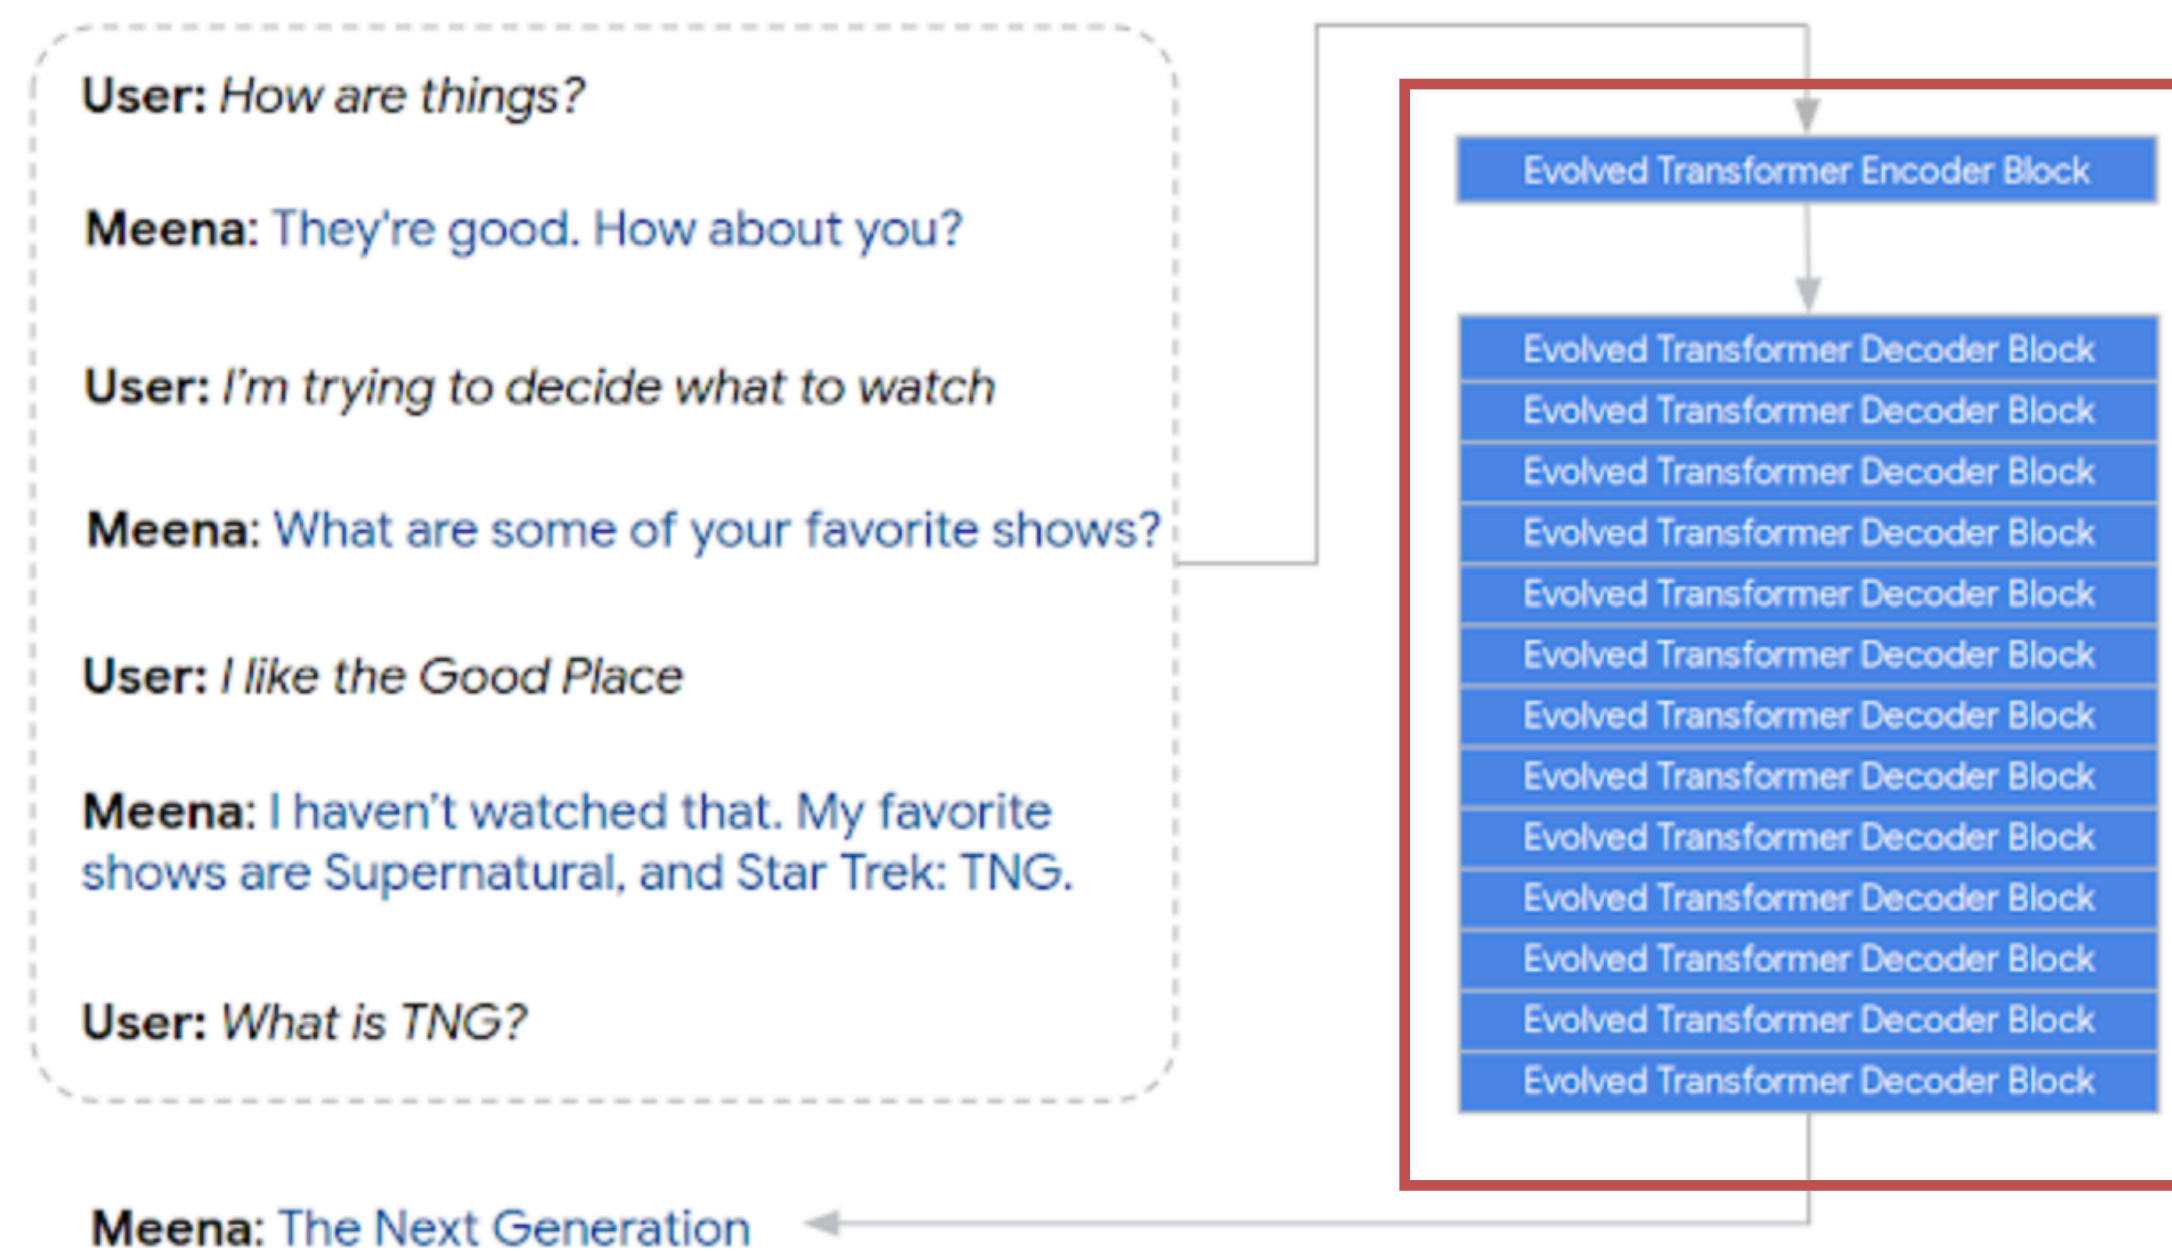 User: How are things?
Meena: They're good. How about you?
User: I'm trying to decide what to watch
Meena: What are some of your favorite shows?
User: I like the Good Place
Meena: I haven't watched that. My favorite
shows are Supernatural, and Star Trek: TNG.
User: What is TNG?
Meena: The Next Generation
Evolved Transformer Encoder Block
Evolved Transformer Decoder Block
Evolved Transformer Decoder Block
Evolved Transformer Decoder Block
Evolved Transformer Decoder Block
Evolved Transformer Decoder Block
Evolved Transformer Decoder Block
Evolved Transformer Decoder Block
Evolved Transformer Decoder Block
Evolved Transformer Decoder Block
Evolved Transformer Decoder Block
Evolved Transformer Decoder Block
Evolved Transformer Decoder Block
Evolved Transformer Decoder Block